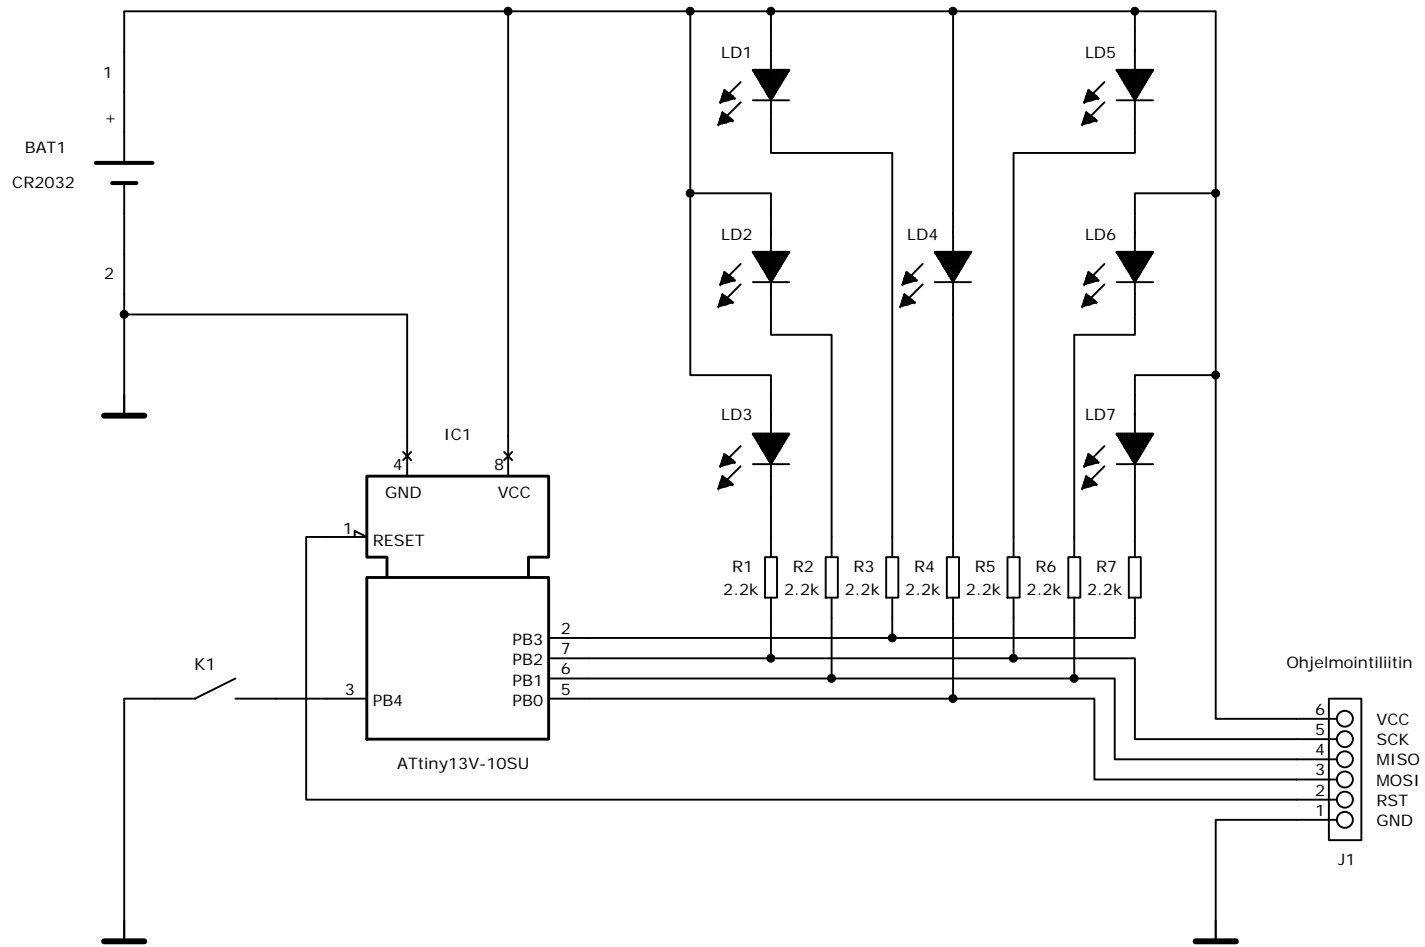 LD1
LD5
1
+
BAT1
CR2032
LD2
LD4
LD6
2
LD3
LD7
IC1
4
8
GND
VCC
1
RESET
R1
R2
R3
R4
R5
R6
R7
2.2k
2.2k
2.2k
2.2k
2.2k
2.2k
2.2k
PB3
2
PB2
7
PB1
6
PB0
5
K1
3
PB4
ATtiny13V-10SU
Ohjelmointiliitin
6
VCC
5
SCK
4
MISO
3
MOSI
2
RST
1
GND
J1